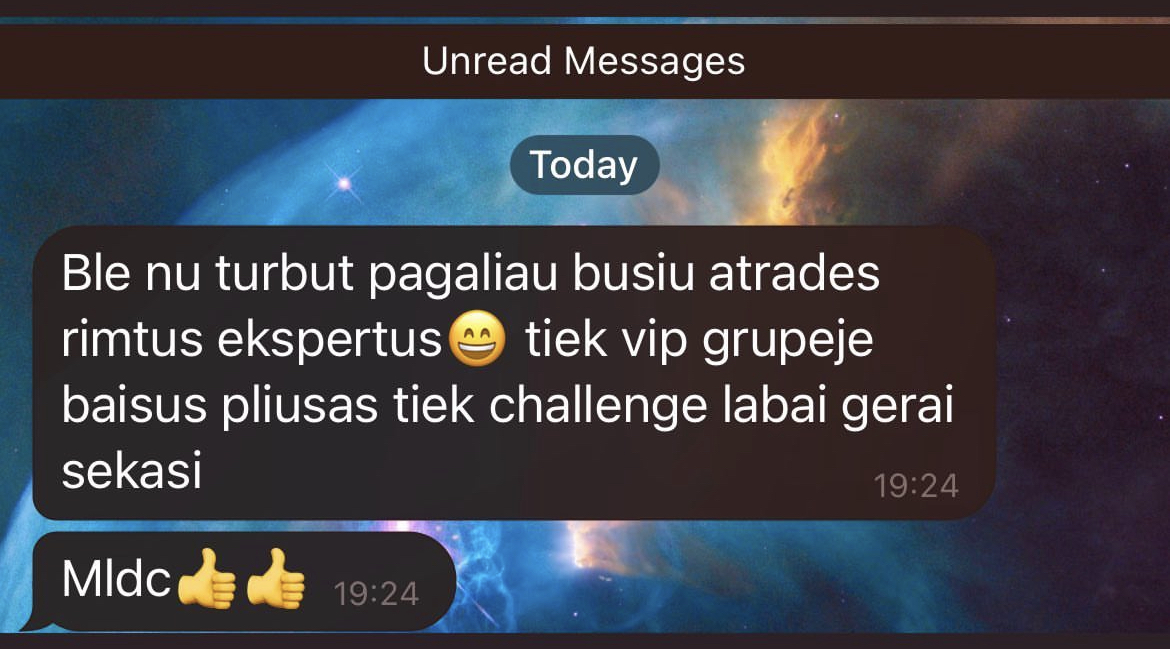 Unread Messages
Today
Ble nu turbut pagaliau busiu atrades
rimtus ekspertus😄 tiek vip grupeje
baisus pliusas tiek challenge labai gerai
sekasi
19:24
Mldc👍👍 19:24